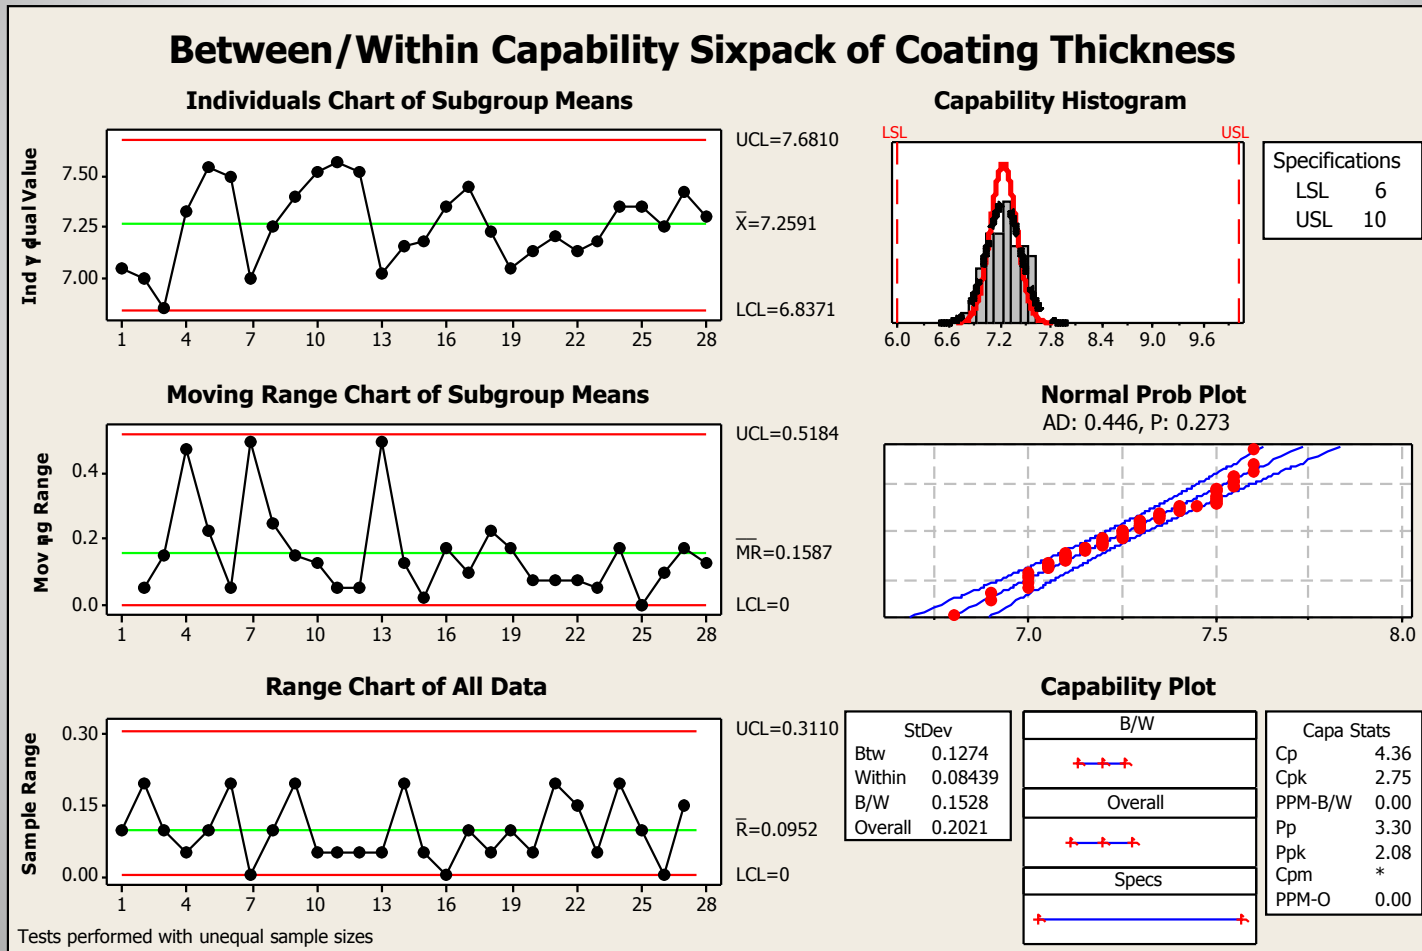 Between/Within Capability Sixpack of Coating Thickness
Individuals Chart of Subgroup Means
Individual Value
7.50
7.25
7.00
UCL=7.6810
X=7.2591
LCL=6.8371
1 4 7 10 13 16 19 22 25 28
Capability Histogram
LSL USL
6.0 6.6 7.2 7.8 8.4 9.0 9.6
Specifications
LSL 6
USL 10
Moving Range Chart of Subgroup Means
Moving Range
0.4
0.2
0.0
UCL=0.5184
MR=0.1587
LCL=0
1 4 7 10 13 16 19 22 25 28
Normal Prob Plot
AD: 0.446, P: 0.273
7.0 7.5 8.0
Range Chart of All Data
Sample Range
0.30
0.15
0.00
UCL=0.3110
R=0.0952
LCL=0
1 4 7 10 13 16 19 22 25 28
Capability Plot
StDev
Btw 0.1274
Within 0.08439
B/W 0.1528
Overall 0.2021
B/W
Overall
Specs
Capa Stats
Cp 4.36
Cpk 2.75
PPM-B/W 0.00
Pp 3.30
Ppk 2.08
Cpm *
PPM-O 0.00
Tests performed with unequal sample sizes